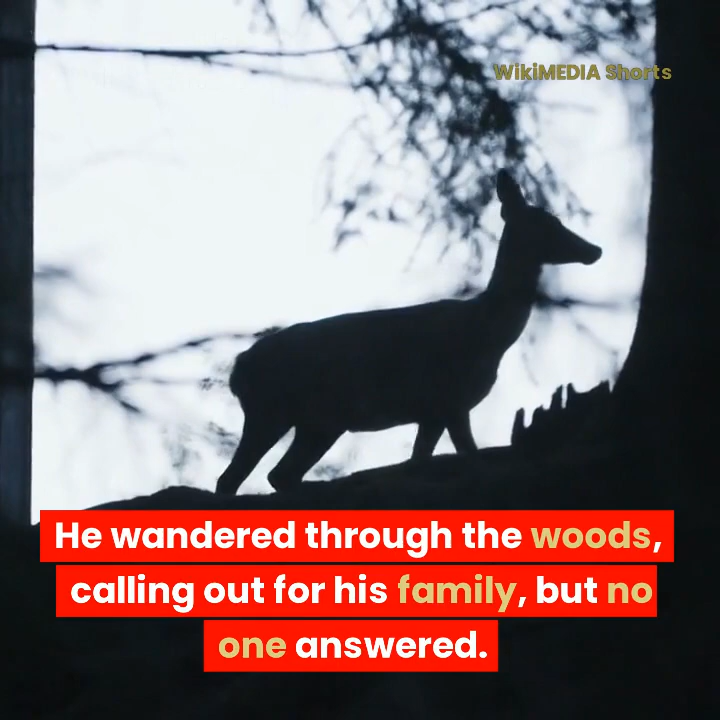 WikiMEDIA Shorts
He wandered through the woods,
calling out for his family, but no
one answered.